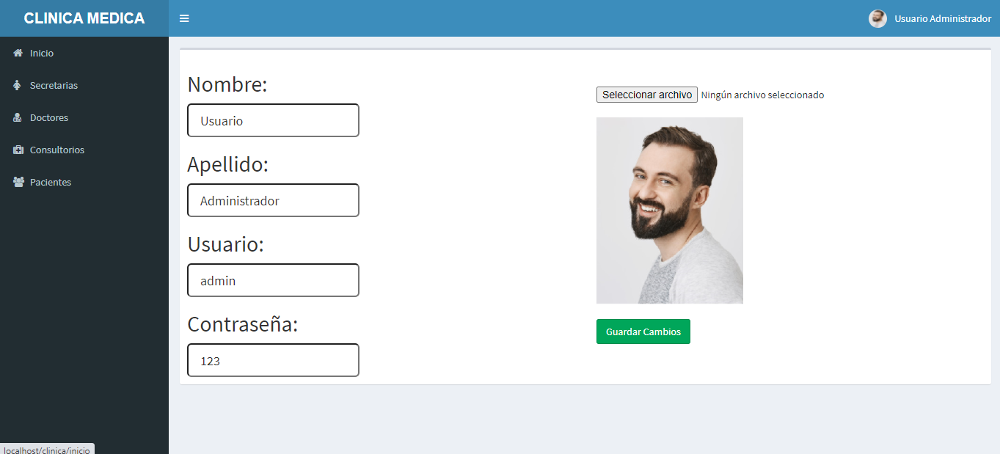 CLINICA MEDICA
Usuario Administrador
Inicio
Secretarias
Doctores
Consultorios
Pacientes
Nombre:
Usuario
Apellido:
Administrador
Usuario:
admin
Contraseña:
123
Seleccionar archivo Ningún archivo seleccionado
Guardar Cambios
localhost/clinica/inicio